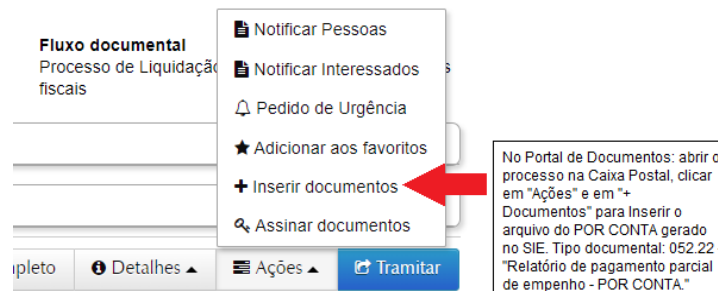 Notificar Pessoas
Fluxo documental
Processo de Liquidação
Notificar Interessados
s
fiscais
Pedido de Urgência
Adicionar aos favoritos
+ Inserir documentos
Assinar documentos
No Portal de Documentos: abrir o
processo na Caixa Postal, clicar
em "Ações" e em "+
Documentos" para Inserir o
arquivo do POR CONTA gerado
no SIE. Tipo documental: 052.22
"Relatório de pagamento parcial
de empenho - POR CONTA."
pleto
Detalhes
Ações
Tramitar